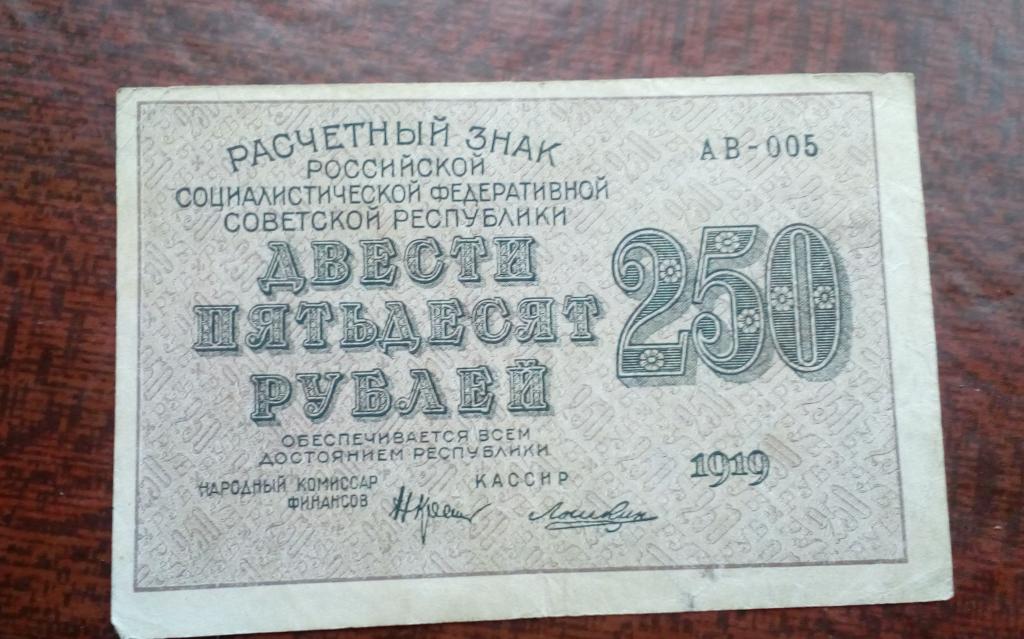 РАСЧЕТНЫЙ ЗНАК
РОССИЙСКОЙ
СОЦИАЛИСТИЧЕСКОЙ ФЕДЕРАТИВНОЙ
СОВЕТСКОЙ РЕСПУБЛИКИ
АВ-005
ДВЕСТИ
ПЯТЬДЕСЯТ
РУБЛЕЙ
250
ОБЕСПЕЧИВАЕТСЯ ВСЕМ
ДОСТОЯНИЕМ РЕСПУБЛИКИ
НАРОДНЫЙ КОМИССАР
ФИНАНСОВ
КАССИР
1919